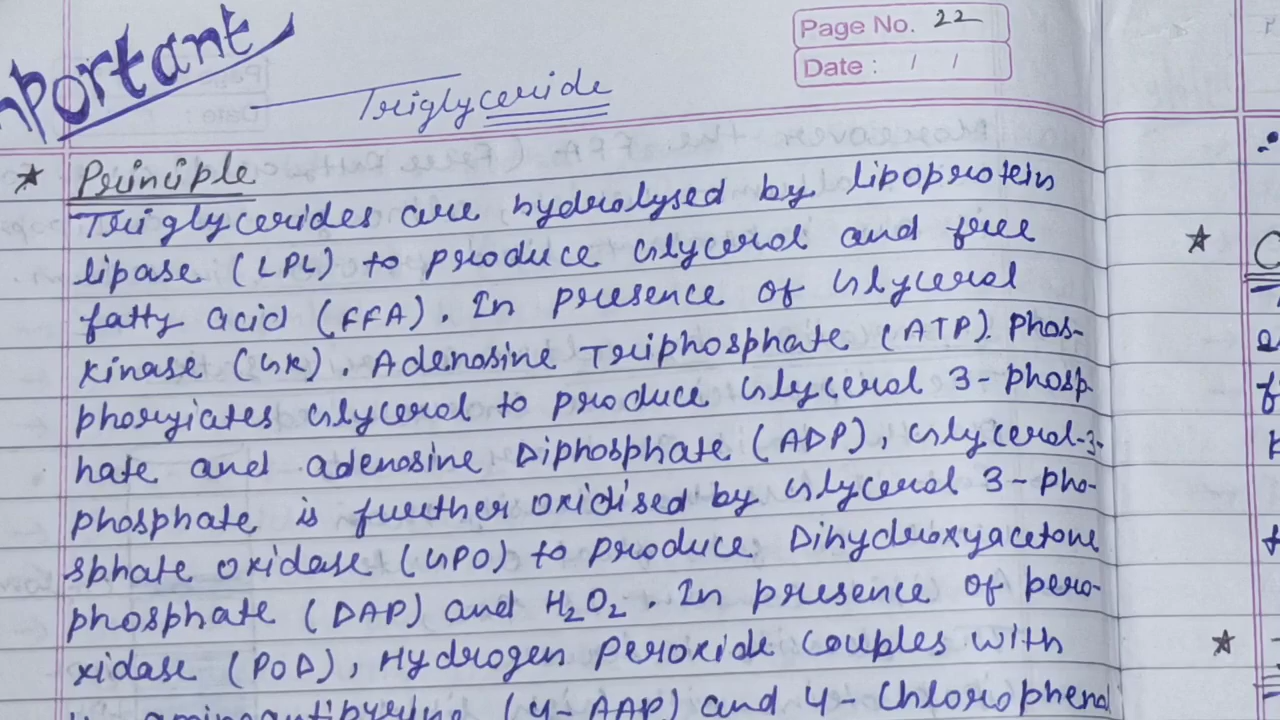 Important
Page No. 22
Date : / /
Triglyceride
★ Principle
Triglycerides are hydrolysed by lipoprotein
lipase (LPL) to produce Glycerol and free
fatty acid (FFA). In presence of Glycerol
kinase (GK). Adenosine Triphosphate (ATP). Phos-
phoryiates Glycerol to produce Glycerol 3-phosp-
hate and adenosine Diphosphate (ADP), Glycerol-3-
phosphate is further oxidised by Glycerol 3-pho-
sphate oxidase (GPO) to produce Dihydroxyacetone
phosphate (DAP) and H₂O₂. In presence of pero-
xidase (POD), Hydrogen Peroxide couples with
aminoantipyrine (4-AAP) and 4-Chlorophenol